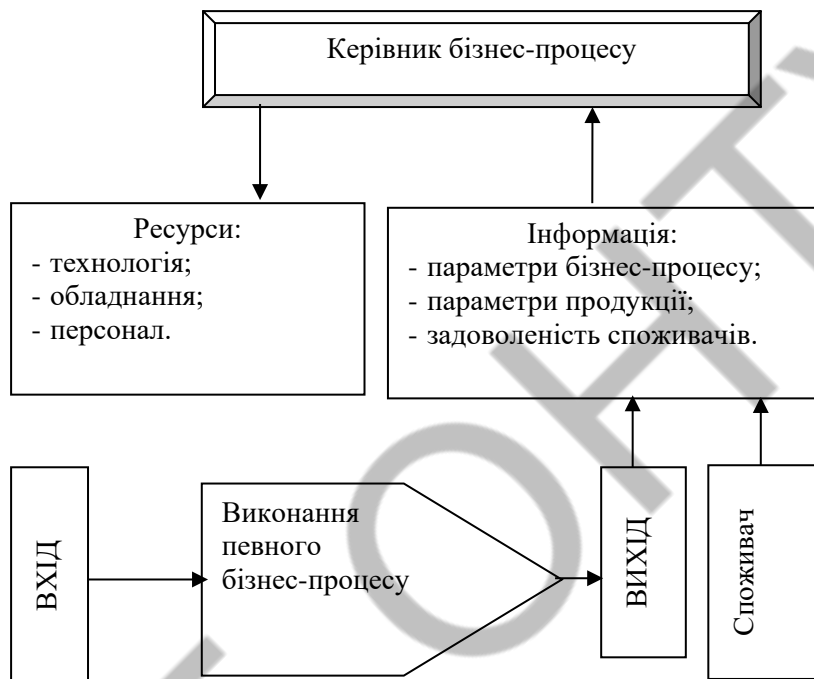 Керівник бізнес-процесу
Ресурси:
- технологія;
- обладнання;
- персонал.
Інформація:
- параметри бізнес-процесу;
- параметри продукції;
- задоволеність споживачів.
ВХІД
Виконання
певного
бізнес-процесу
ВИХІД
Споживач